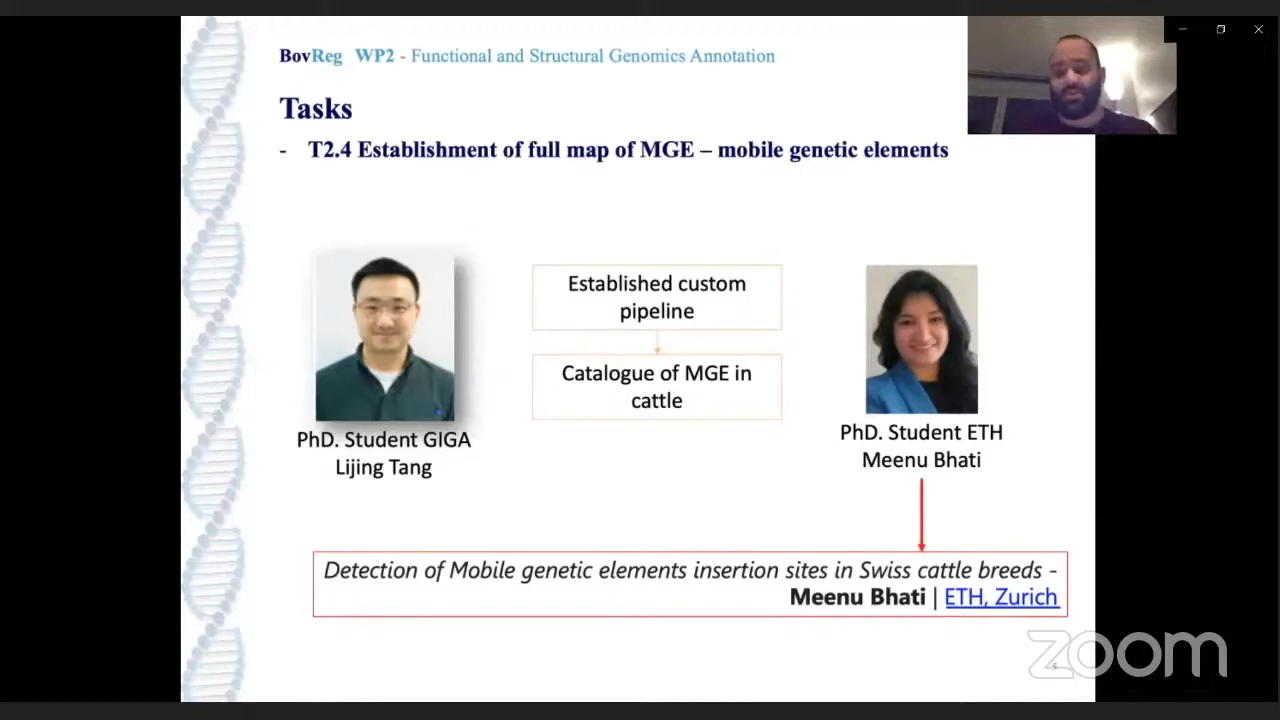 BovReg WP2 - Functional and Structural Genomics Annotation
Tasks
- T2.4 Establishment of full map of MGE – mobile genetic elements
Established custom
pipeline
Catalogue of MGE in
cattle
PhD. Student GIGA
Lijing Tang
PhD. Student ETH
Meenu Bhati
Detection of Mobile genetic elements insertion sites in Swiss cattle breeds -
Meenu Bhati | ETH, Zurich
zoom